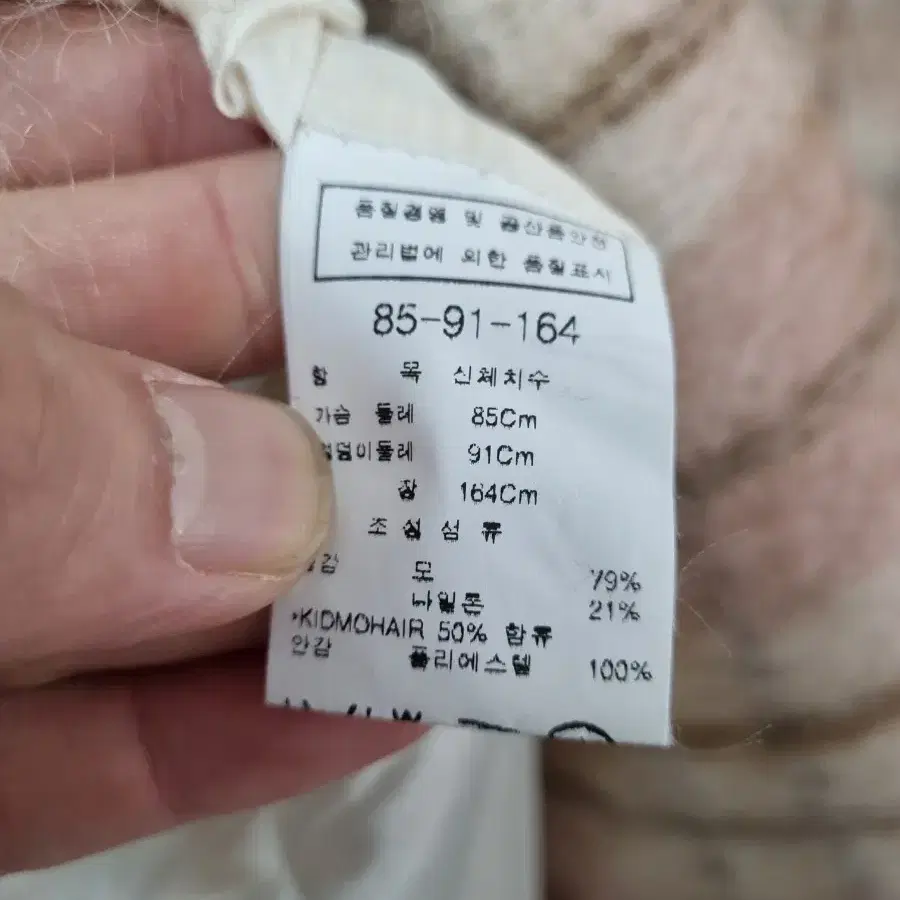 품질경영 및 공산품안전
관리법에 의한 품질표시
85-91-164
항 목 신체치수
가슴 둘레 85Cm
엉덩이둘레 91Cm
장 164Cm
조성섬유
겉감 모 79%
나일론 21%
*KIDMOHAIR 50% 함유
안감 폴리에스텔 100%